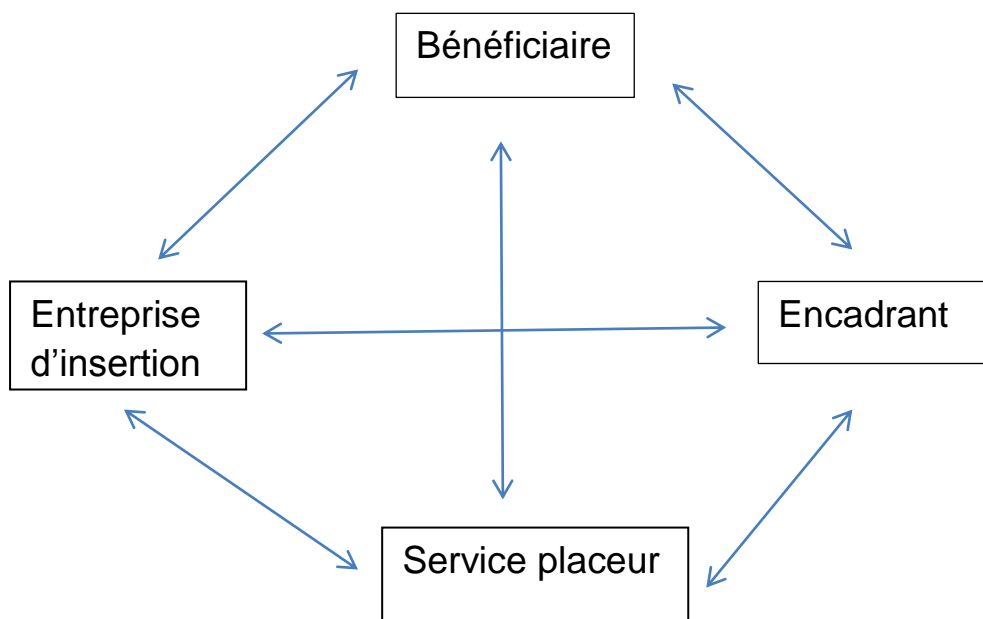 Bénéficiaire
Entreprise
d’insertion
Encadrant
Service placeur